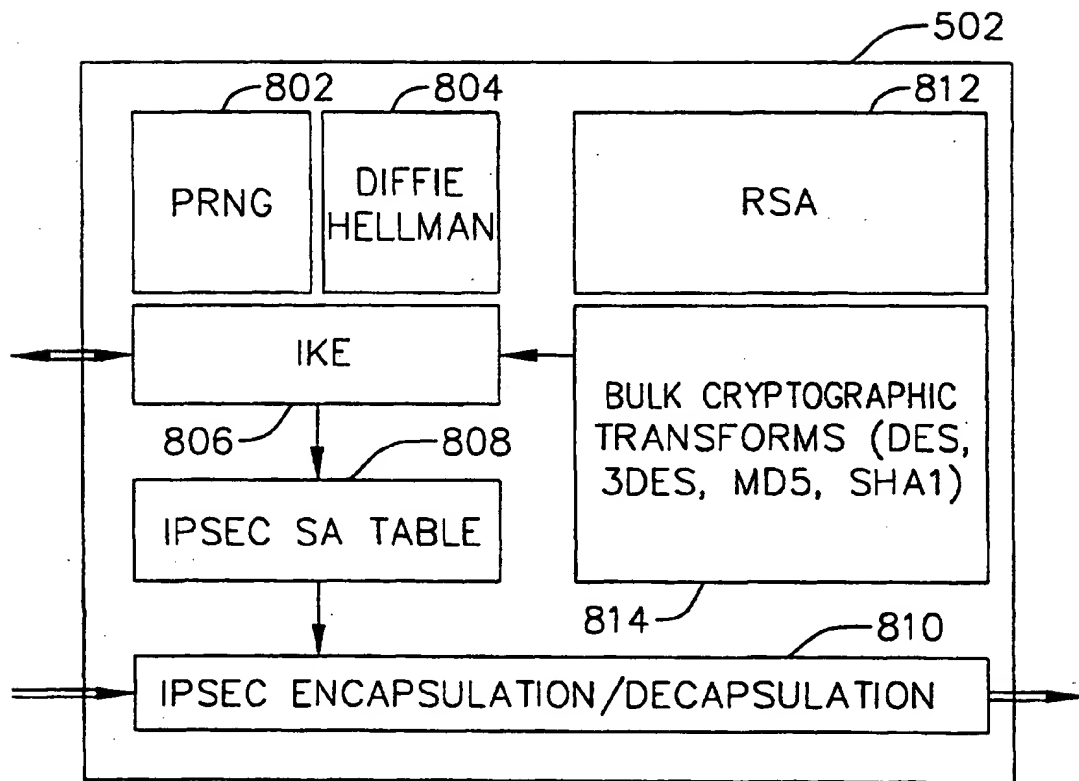 502
802
804
812
PRNG
DIFFIE
HELLMAN
RSA
IKE
806
808
BULK CRYPTOGRAPHIC
TRANSFORMS (DES,
3DES, MD5, SHA1)
IPSEC SA TABLE
814
810
IPSEC ENCAPSULATION/DECAPSULATION